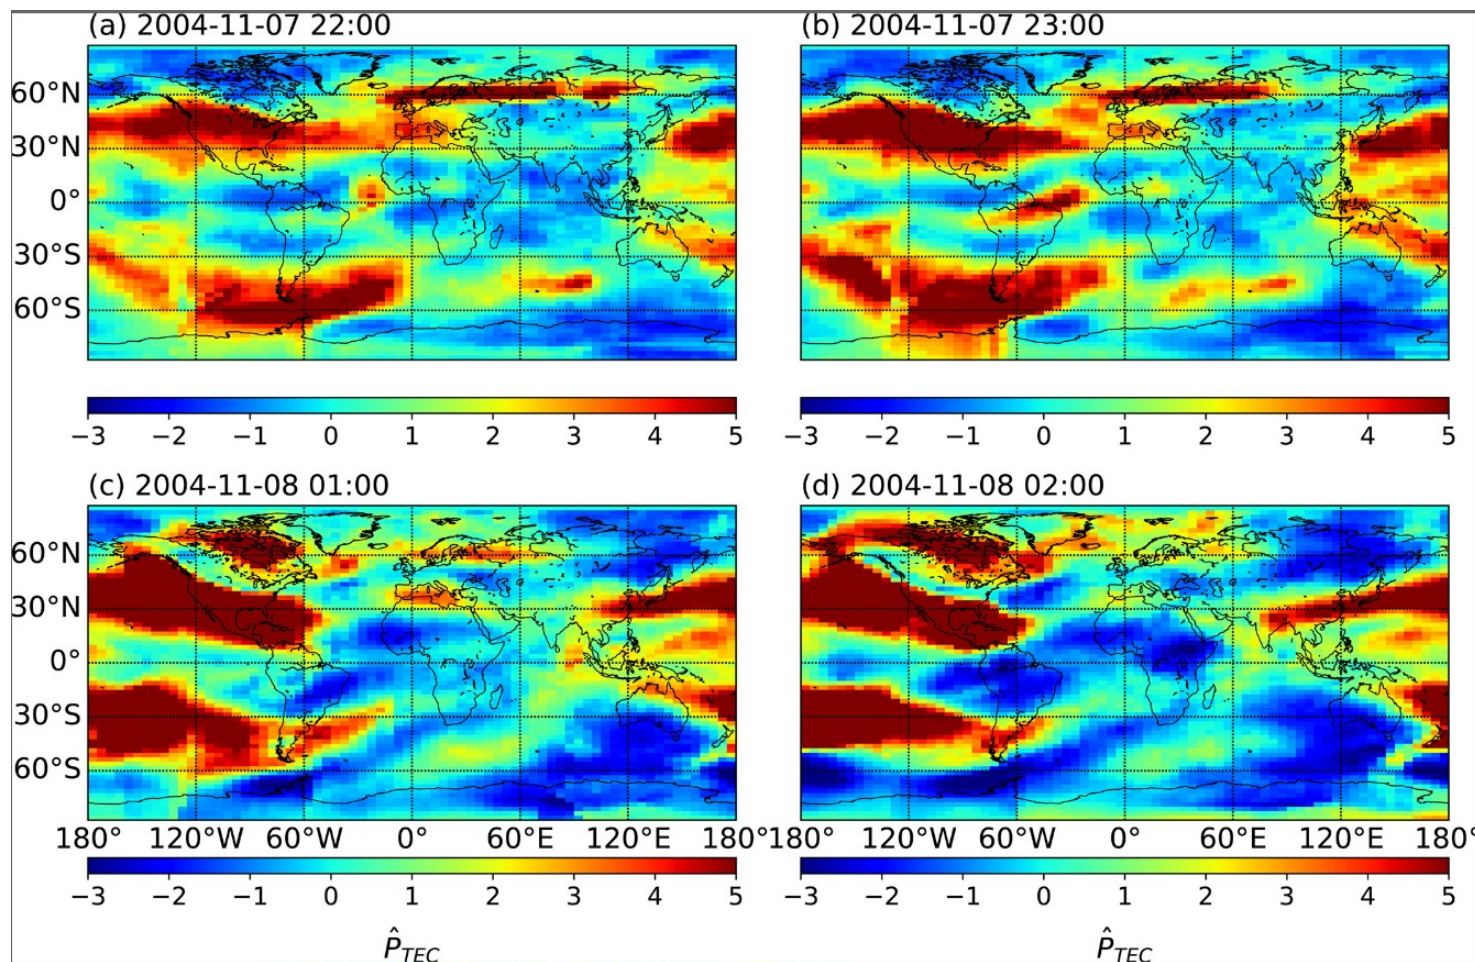 (a) 2004-11-07 22:00
(b) 2004-11-07 23:00
60°N
30°N
0°
30°S
60°S
−3 −2 −1 0 1 2 3 4 5
−3 −2 −1 0 1 2 3 4 5
(c) 2004-11-08 01:00
(d) 2004-11-08 02:00
60°N
30°N
0°
30°S
60°S
180° 120°W 60°W 0° 60°E 120°E 180°
180° 120°W 60°W 0° 60°E 120°E 180°
−3 −2 −1 0 1 2 3 4 5
−3 −2 −1 0 1 2 3 4 5
P̂TEC
P̂TEC